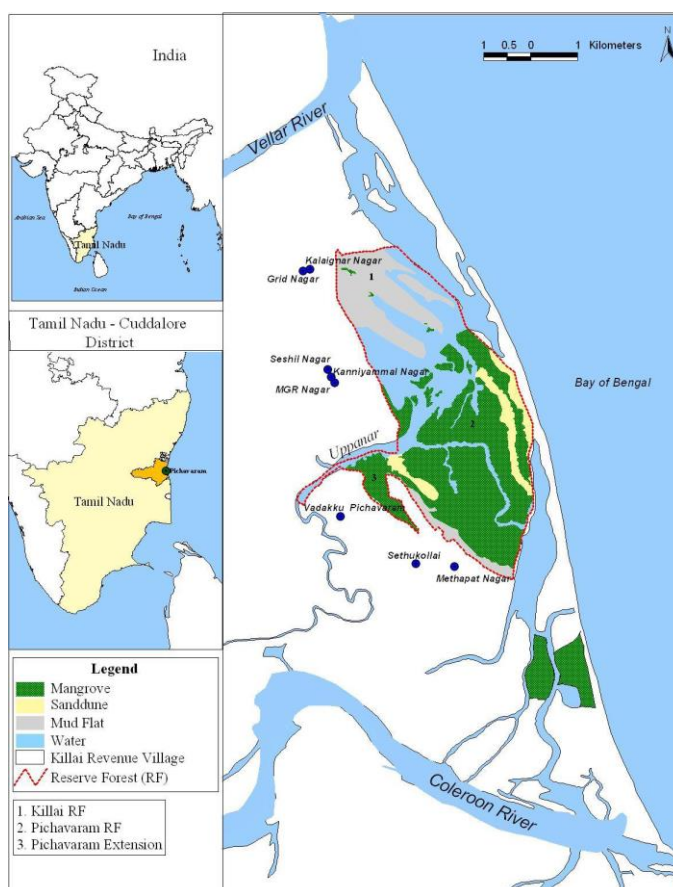 India
Arabian Sea
Bay of Bengal
Tamil Nadu
Indian Ocean
Tamil Nadu - Cuddalore
District
Pichavaram
Tamil Nadu
Legend
Mangrove
Sanddune
Mud Flat
Water
Killai Revenue Village
Reserve Forest (RF)
1. Killai RF
2. Pichavaram RF
3. Pichavaram Extension
1 0.5 0 1 Kilometers
N
Vellar River
Kalaignar Nagar
Grid Nagar
1
Seshil Nagar
Kanniyammal Nagar
MGR Nagar
Bay of Bengal
2
Uppanar
3
Vadakku Pichavaram
Sethukollai
Methapat Nagar
Coleroon River